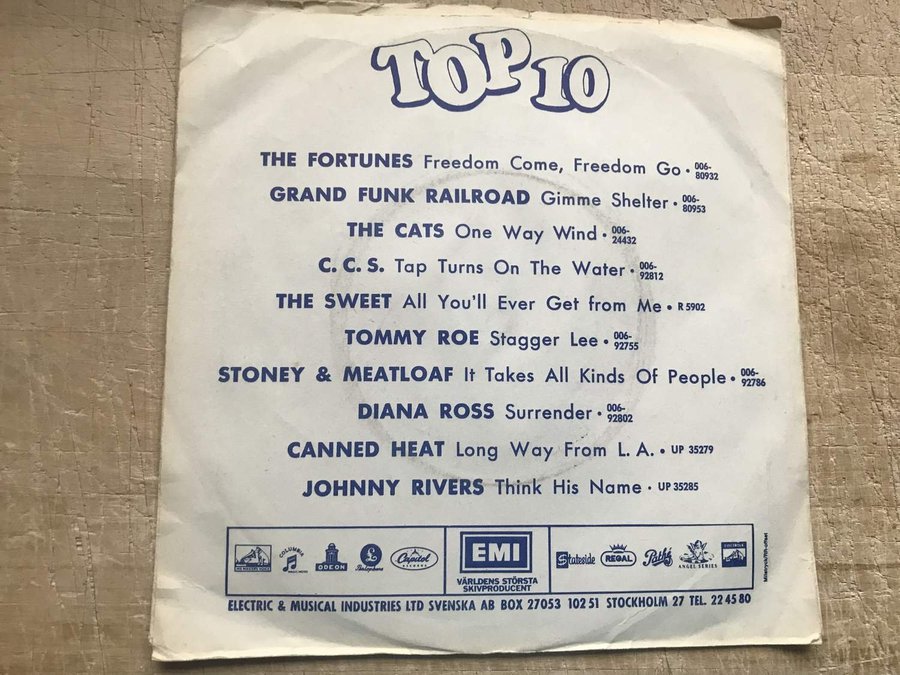 TOP 10
THE FORTUNES Freedom Come, Freedom Go • 006-80932
GRAND FUNK RAILROAD Gimme Shelter • 006-80953
THE CATS One Way Wind • 006-24432
C. C. S. Tap Turns On The Water • 006-92812
THE SWEET All You'll Ever Get from Me • R 5902
TOMMY ROE Stagger Lee • 006-92755
STONEY & MEATLOAF It Takes All Kinds Of People • 006-92786
DIANA ROSS Surrender • 006-92802
CANNED HEAT Long Way From L. A. • UP 35279
JOHNNY RIVERS Think His Name • UP 35285
HIS MASTER'S VOICE COLUMBIA ODEON Parlophone Capitol RECORDS
EMI
VÄRLDENS STÖRSTA
SKIVPRODUCENT
Stateside REGAL Pathé ANGEL SERIES
ELECTRIC & MUSICAL INDUSTRIES LTD SVENSKA AB BOX 27053 102 51 STOCKHOLM 27 TEL. 22 45 80